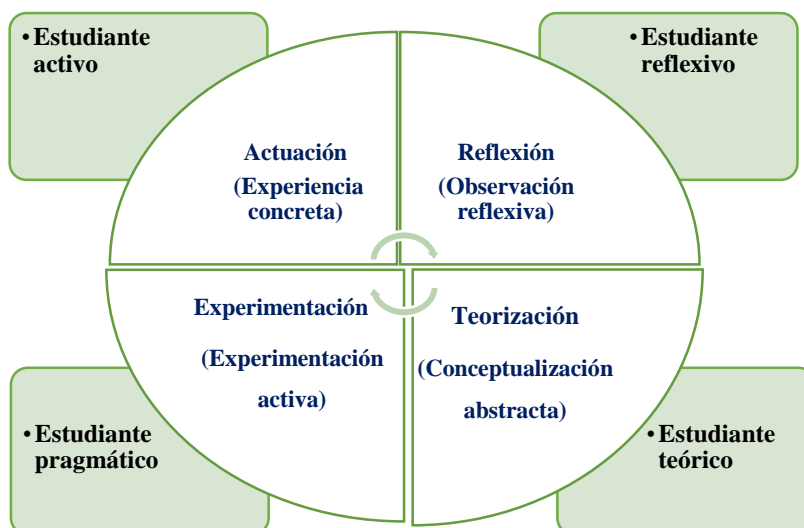 • Estudiante
activo
• Estudiante
reflexivo
Actuación
(Experiencia
concreta)
Reflexión
(Observación
reflexiva)
Experimentación
(Experimentación
activa)
Teorización
(Conceptualización
abstracta)
• Estudiante
pragmático
• Estudiante
teórico